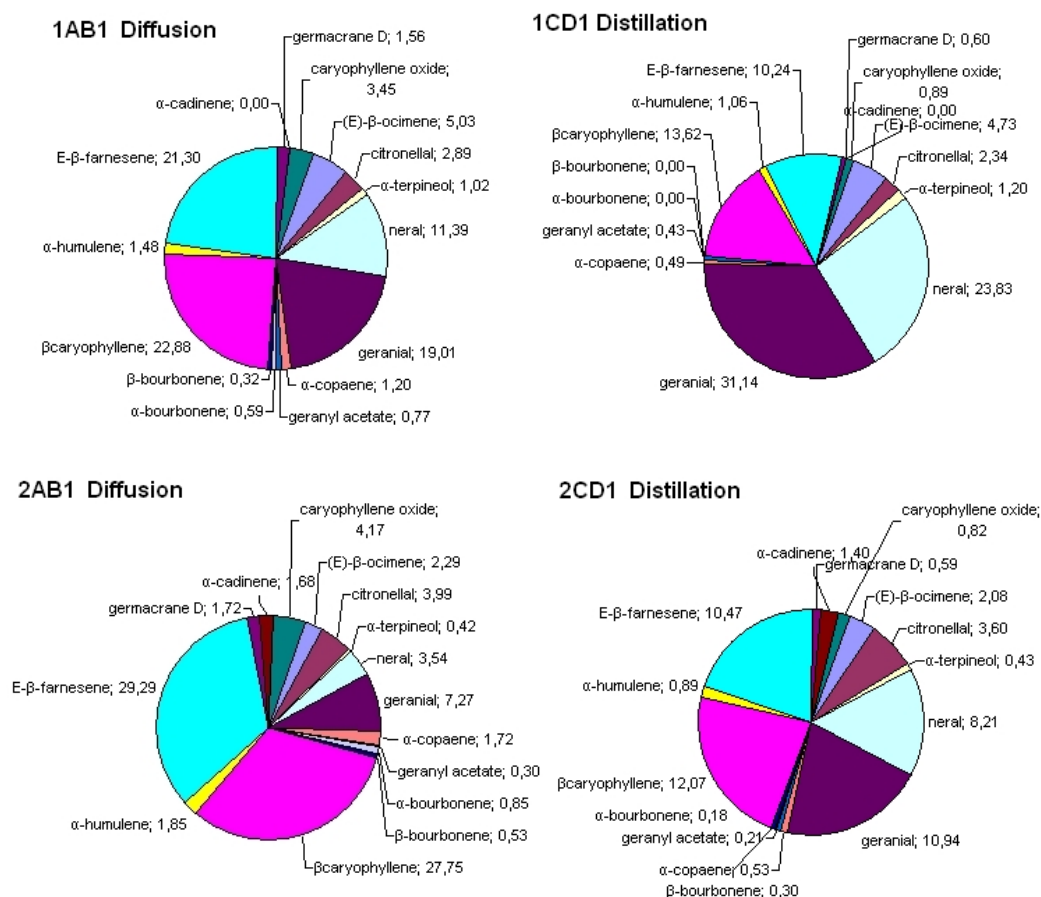 1AB1 Diffusion
germacrane D; 1,56
caryophyllene oxide;
3,45
α-cadinene; 0,00
(E)-β-ocimene; 5,03
E-β-farnesene; 21,30
citronellal; 2,89
α-terpineol; 1,02
neral; 11,39
α-humulene; 1,48
βcaryophyllene; 22,88
geranial; 19,01
β-bourbonene; 0,32
α-copaene; 1,20
α-bourbonene; 0,59
geranyl acetate; 0,77
1CD1 Distillation
germacrane D; 0,60
E-β-farnesene; 10,24
caryophyllene oxide;
0,89
α-humulene; 1,06
α-cadinene; 0,00
(E)-β-ocimene; 4,73
βcaryophyllene; 13,62
citronellal; 2,34
β-bourbonene; 0,00
α-terpineol; 1,20
α-bourbonene; 0,00
geranyl acetate; 0,43
α-copaene; 0,49
neral; 23,83
geranial; 31,14
2AB1 Diffusion
caryophyllene oxide;
4,17
(E)-β-ocimene; 2,29
α-cadinene; 1,68
citronellal; 3,99
germacrane D; 1,72
α-terpineol; 0,42
neral; 3,54
E-β-farnesene; 29,29
geranial; 7,27
α-copaene; 1,72
geranyl acetate; 0,30
α-bourbonene; 0,85
α-humulene; 1,85
β-bourbonene; 0,53
βcaryophyllene; 27,75
2CD1 Distillation
caryophyllene oxide;
0,82
α-cadinene; 1,40
germacrane D; 0,59
(E)-β-ocimene; 2,08
E-β-farnesene; 10,47
citronellal; 3,60
α-terpineol; 0,43
α-humulene; 0,89
neral; 8,21
βcaryophyllene; 12,07
α-bourbonene; 0,18
geranyl acetate; 0,21
geranial; 10,94
α-copaene; 0,53
β-bourbonene; 0,30